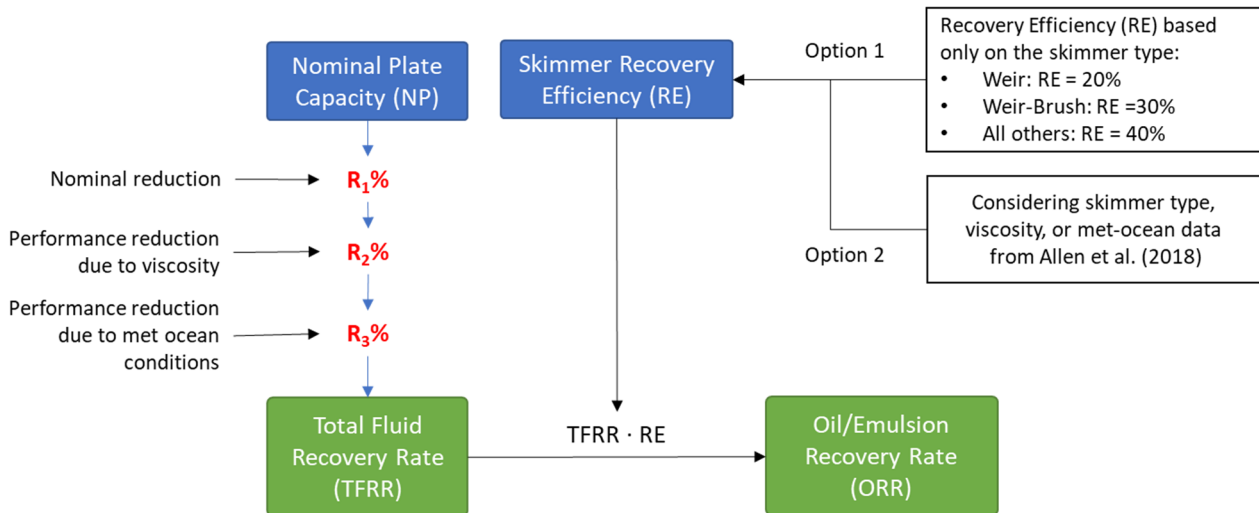 Nominal Plate
Capacity (NP)
Skimmer Recovery
Efficiency (RE)
Option 1
Recovery Efficiency (RE) based
only on the skimmer type:
• Weir: RE = 20%
• Weir-Brush: RE =30%
• All others: RE = 40%
Nominal reduction
R₁%
Performance reduction
due to viscosity
R₂%
Option 2
Considering skimmer type,
viscosity, or met-ocean data
from Allen et al. (2018)
Performance reduction
due to met ocean
conditions
R₃%
Total Fluid
Recovery Rate
(TFRR)
TFRR · RE
Oil/Emulsion
Recovery Rate
(ORR)